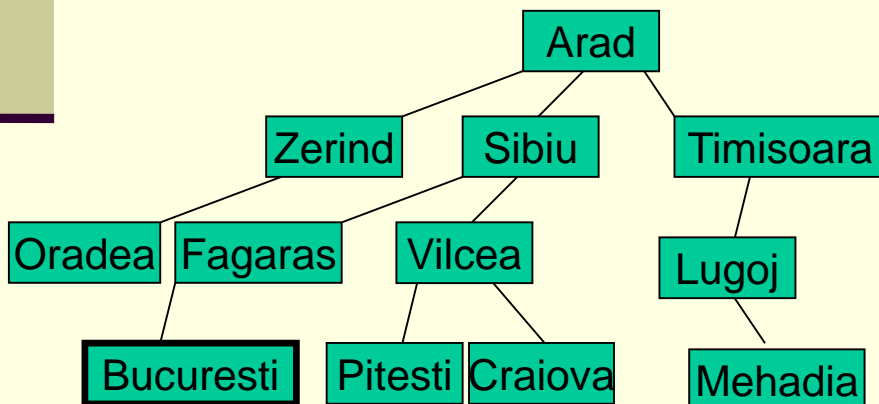 Arad
Zerind Sibiu Timisoara
Oradea Fagaras Vilcea Lugoj
Bucuresti Pitesti Craiova Mehadia